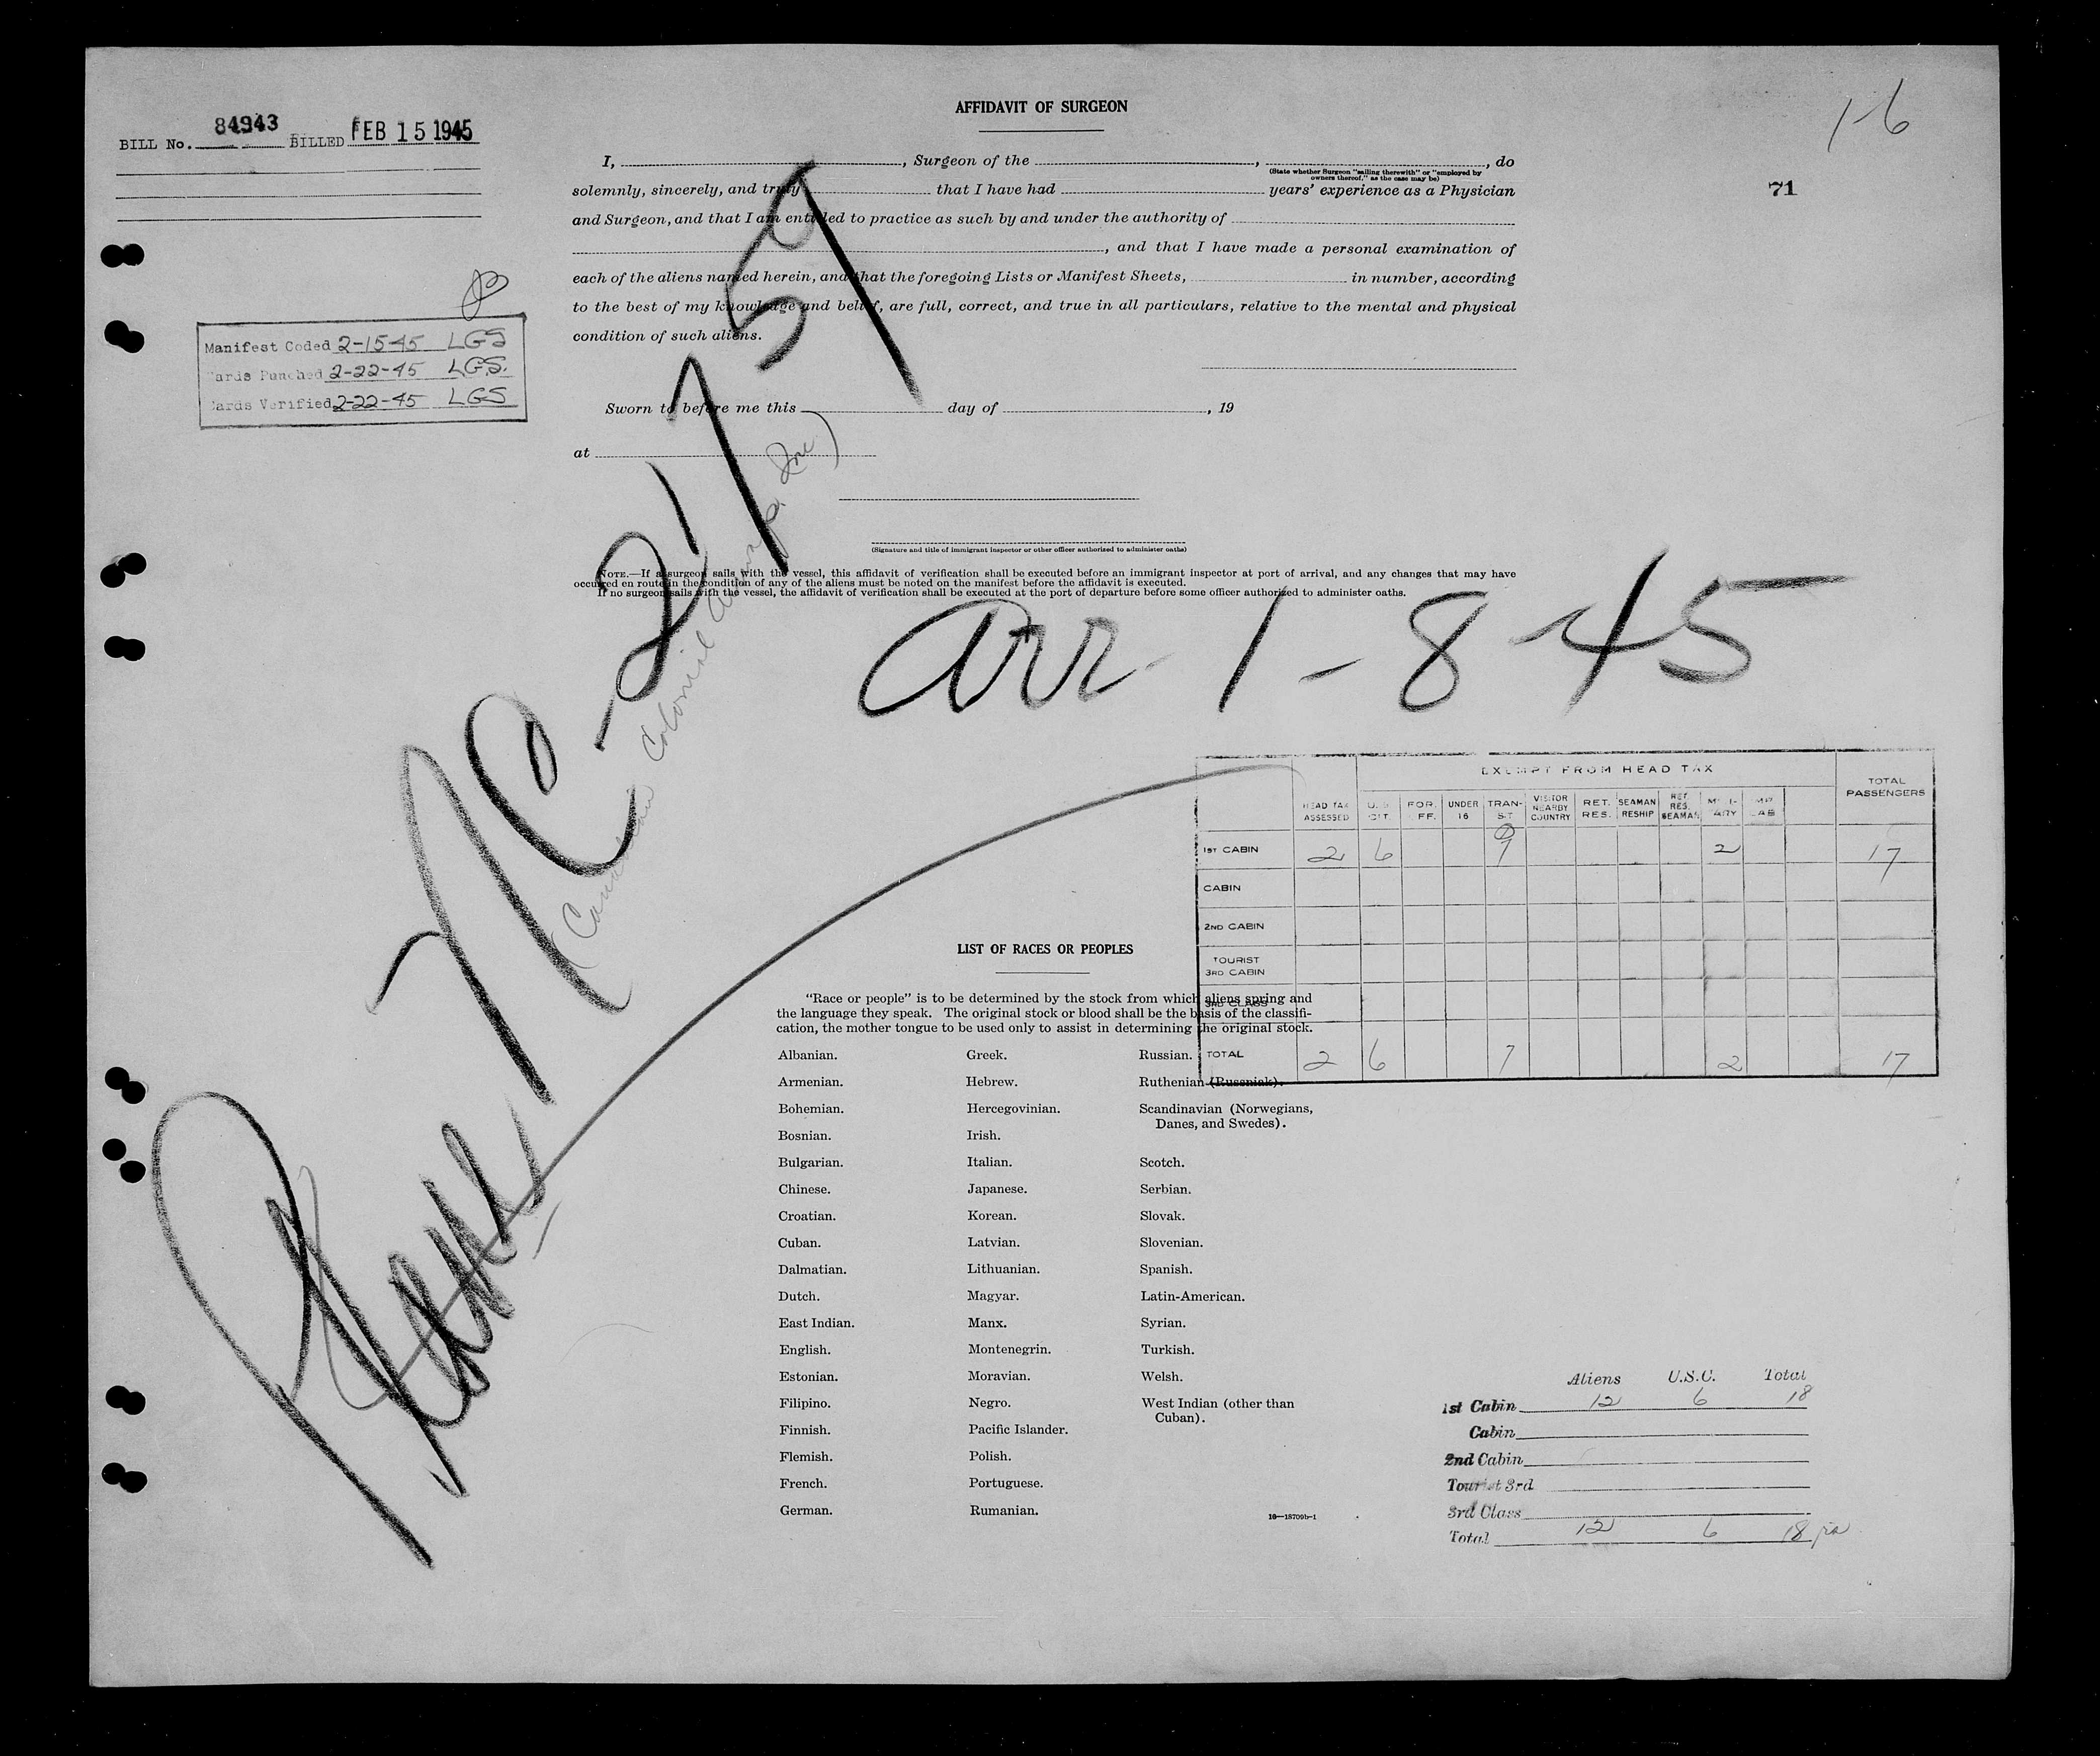 AFFIDAVIT OF SURGEON
1-6
71
BILL No. 84943 BILLED FEB 15 1945
I, , Surgeon of the , , do
(State whether Surgeon "sailing therewith" or "employed by
owners thereof," as the case may be)
solemnly, sincerely, and truly that I have had years' experience as a Physician
and Surgeon, and that I am entitled to practice as such by and under the authority of
, and that I have made a personal examination of
each of the aliens named herein, and that the foregoing Lists or Manifest Sheets, in number, according
to the best of my knowledge and belief, are full, correct, and true in all particulars, relative to the mental and physical
condition of such aliens.
Manifest Coded 2-15-45 LGS
Cards Punched 2-22-45 LGS.
Cards Verified 2-22-45 LGS
Sworn to before me this day of , 19
at
(Signature and title of immigrant inspector or other officer authorized to administer oaths)
NOTE.—If a surgeon sails with the vessel, this affidavit of verification shall be executed before an immigrant inspector at port of arrival, and any changes that may have
occurred en route in the condition of any of the aliens must be noted on the manifest before the affidavit is executed.
If no surgeon sails with the vessel, the affidavit of verification shall be executed at the port of departure before some officer authorized to administer oaths.
Plane NC-21759
(Canadian Colonial Inc)
arr 1-8-45
EXEMPT FROM HEAD TAX
HEAD TAX ASSESSED U.S. CIT. FOR. OFF. UNDER 16 TRANSIT VISITOR NEARBY COUNTRY RET. RES. SEAMAN RESHIP RET. RES. SEAMAN MILITARY TOTAL PASSENGERS
1ST CABIN 2 6 2 17
CABIN
2ND CABIN
TOURIST 3RD CABIN
3RD CLASS
TOTAL 2 6 7 2 17
LIST OF RACES OR PEOPLES
"Race or people" is to be determined by the stock from which aliens spring and
the language they speak. The original stock or blood shall be the basis of the classifi-
cation, the mother tongue to be used only to assist in determining the original stock.
Albanian. Greek. Russian.
Armenian. Hebrew. Ruthenian (Russniak).
Bohemian. Hercegovinian. Scandinavian (Norwegians,
Danes, and Swedes).
Bosnian. Irish.
Bulgarian. Italian. Scotch.
Chinese. Japanese. Serbian.
Croatian. Korean. Slovak.
Cuban. Latvian. Slovenian.
Dalmatian. Lithuanian. Spanish.
Dutch. Magyar. Latin-American.
East Indian. Manx. Syrian.
English. Montenegrin. Turkish.
Estonian. Moravian. Welsh.
Filipino. Negro. West Indian (other than
Cuban).
Finnish. Pacific Islander.
Flemish. Polish.
French. Portuguese.
German. Rumanian.
16—18709b-1
Aliens U.S.C. Total
1st Cabin 12 6 18
Cabin
2nd Cabin
Tourist 3rd
3rd Class
Total 12 6 18